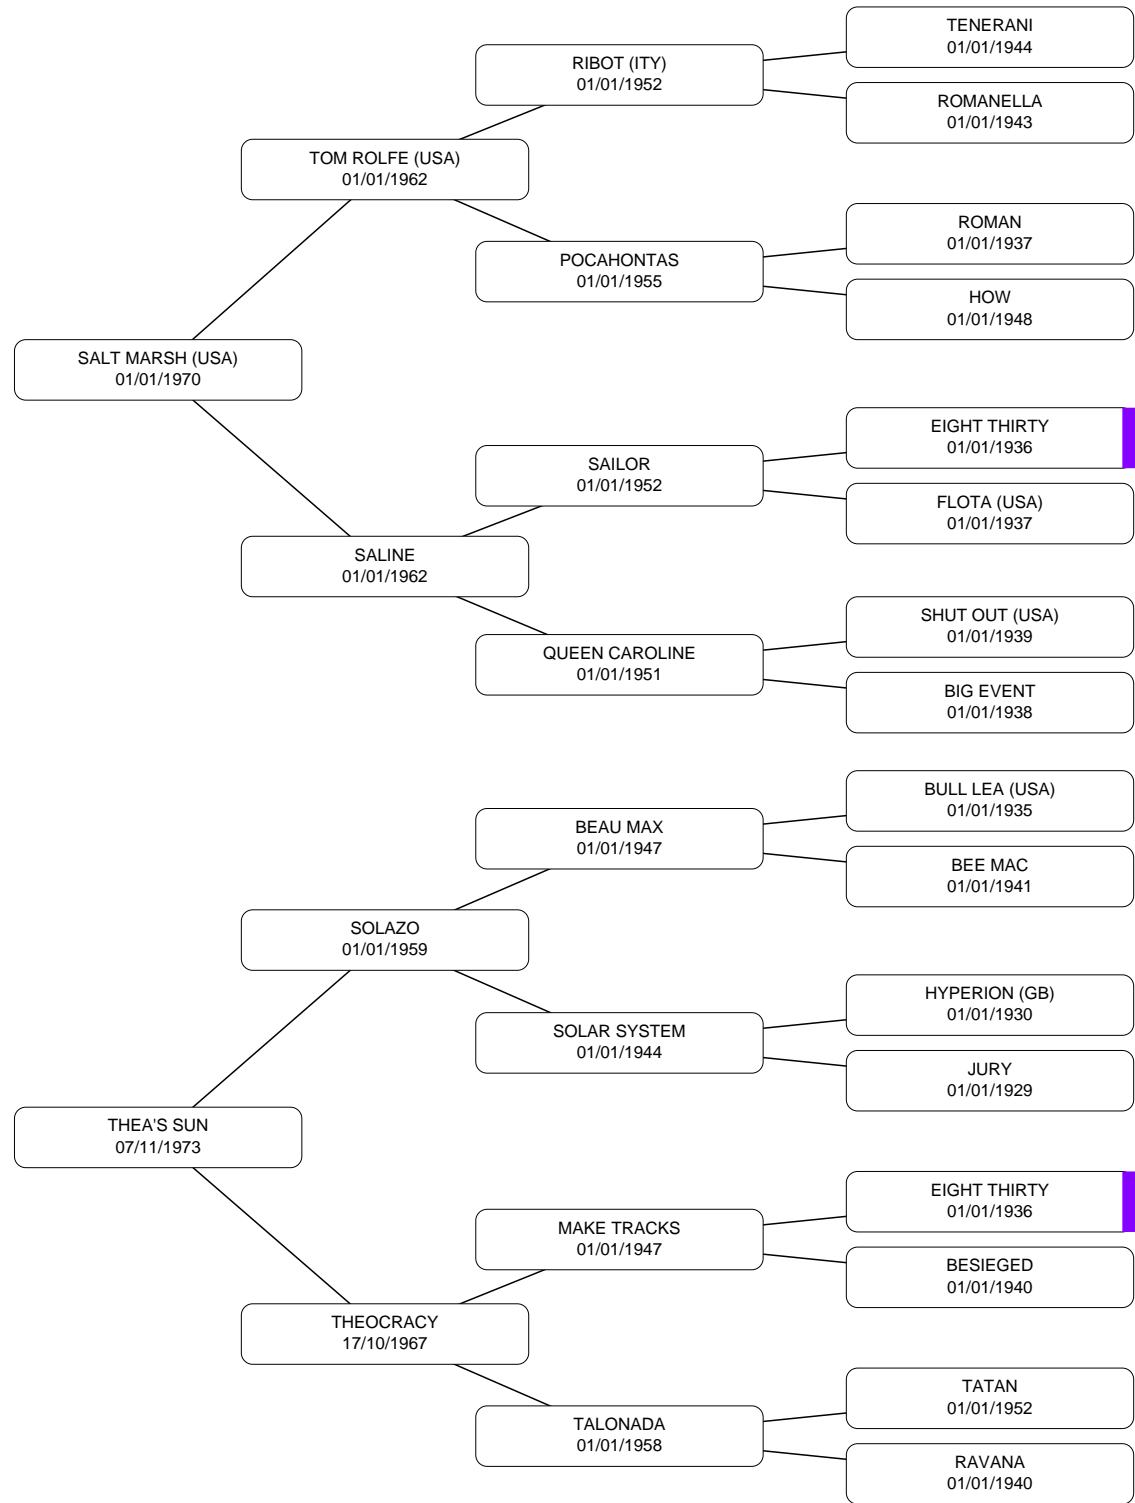 TENERANI
01/01/1944
RIBOT (ITY)
01/01/1952
ROMANELLA
01/01/1943
TOM ROLFE (USA)
01/01/1962
ROMAN
01/01/1937
POCAHONTAS
01/01/1955
HOW
01/01/1948
SALT MARSH (USA)
01/01/1970
EIGHT THIRTY
01/01/1936
SAILOR
01/01/1952
FLOTA (USA)
01/01/1937
SALINE
01/01/1962
SHUT OUT (USA)
01/01/1939
QUEEN CAROLINE
01/01/1951
BIG EVENT
01/01/1938
BULL LEA (USA)
01/01/1935
BEAU MAX
01/01/1947
BEE MAC
01/01/1941
SOLAZO
01/01/1959
HYPERION (GB)
01/01/1930
SOLAR SYSTEM
01/01/1944
JURY
01/01/1929
THEA'S SUN
07/11/1973
EIGHT THIRTY
01/01/1936
MAKE TRACKS
01/01/1947
BESIEGED
01/01/1940
THEOCRACY
17/10/1967
TATAN
01/01/1952
TALONADA
01/01/1958
RAVANA
01/01/1940